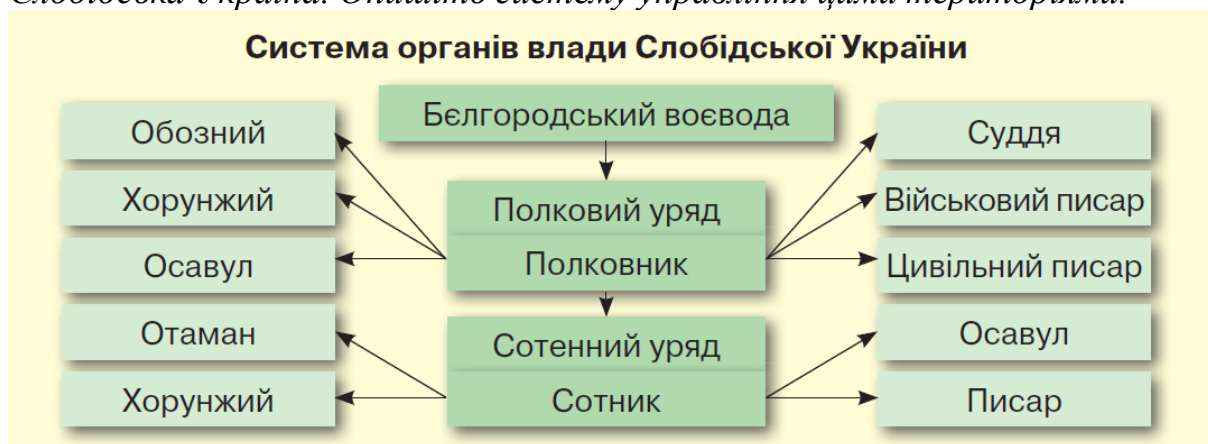 Слобідська Україна. Опишіть систему управління цими територіями.
Система органів влади Слобідської України
Бєлгородський воєвода
Обозний
Суддя
Хорунжий
Полковий уряд
Військовий писар
Осавул
Полковник
Цивільний писар
Отаман
Сотенний уряд
Осавул
Хорунжий
Сотник
Писар